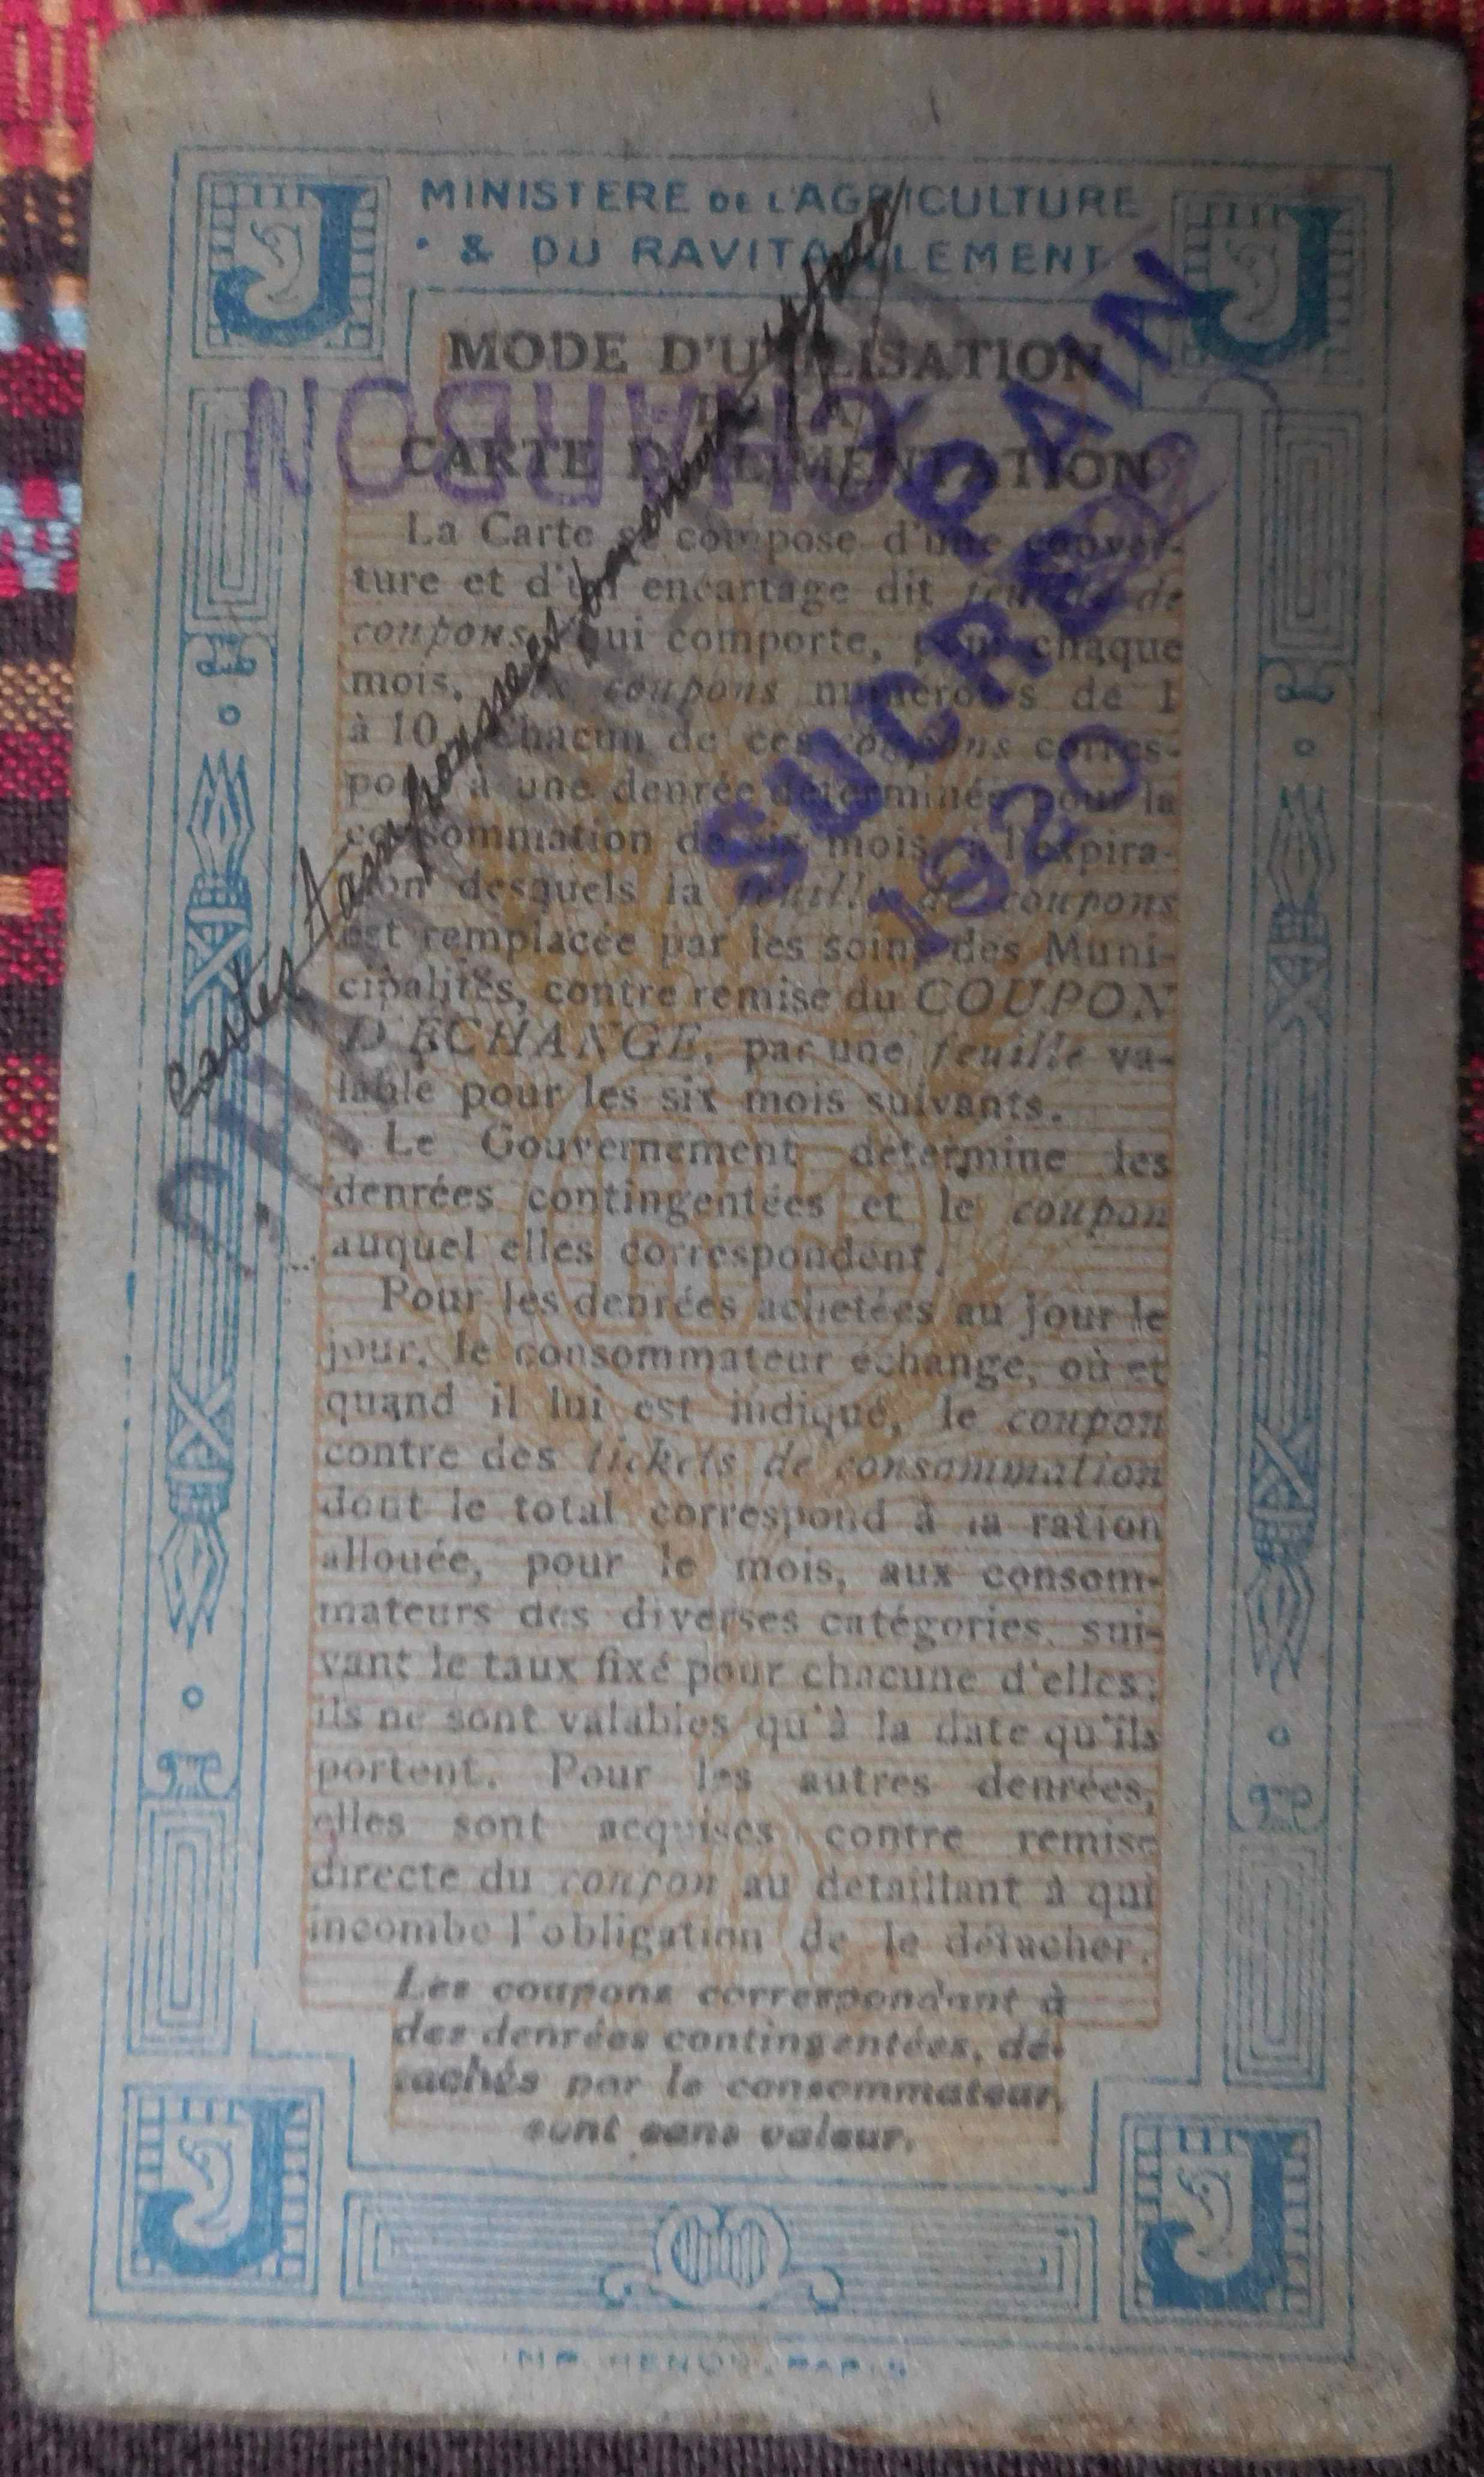 J
MINISTERE DE L'AGRICULTURE
& DU RAVITAILLEMENT
J
MODE D'UTILISATION
DE LA
CARTE D'ALIMENTATION
CHARBON
PAIN
SUCRE
1920
La Carte se compose d'une couver-
ture et d'un encartage dit feuille de
coupons, qui comporte, pour chaque
mois, dix coupons numérotés de 1
à 10. Chacun de ces coupons corres-
pond à une denrée déterminée pour la
consommation de six mois, à l'expira-
tion desquels la feuille de coupons
est remplacée par les soins des Muni-
cipalités, contre remise du COUPON
D'ÉCHANGE, par une feuille va-
lable pour les six mois suivants.
Le Gouvernement détermine les
denrées contingentées et le coupon
auquel elles correspondent.
Pour les denrées achetées au jour le
jour, le consommateur échange, où et
quand il lui est indiqué, le coupon
contre des tickets de consommation
dont le total correspond à la ration
allouée, pour le mois, aux consom-
mateurs des diverses catégories, sui-
vant le taux fixé pour chacune d'elles;
ils ne sont valables qu'à la date qu'ils
portent. Pour les autres denrées,
elles sont acquises contre remise
directe du coupon au détaillant à qui
incombe l'obligation de le détacher.
Les coupons correspondant à
des denrées contingentées, dé-
tachés par le consommateur,
sont sans valeur.
J
J
IMP. HENON, PARIS